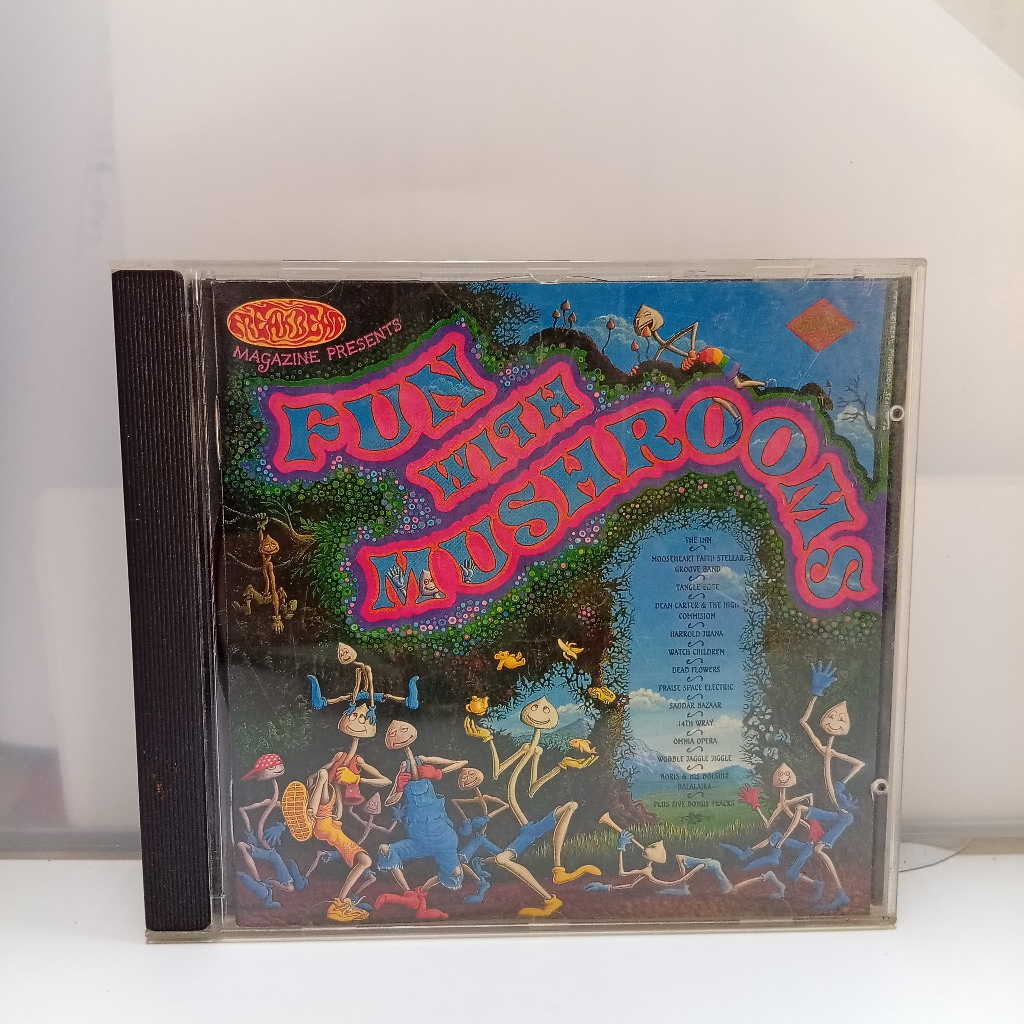 FREAKBEAT
MAGAZINE PRESENTS
FUN
WITH
MUSHROOMS
THE INN
MOOSEHEART FAITH STELLAR
GROOVE BAND
TANGLE EDGE
DEAN CARTER & THE HIGH
COMMISION
HARROLD JUANA
WATCH CHILDREN
DEAD FLOWERS
PRAISE SPACE ELECTRIC
SADDAR BAZAAR
14TH WRAY
OMNIA OPERA
WOBBLE JAGGLE JIGGLE
BORIS & HIS BOLSHIE
BALALAIKA
PLUS FIVE BONUS TRACKS